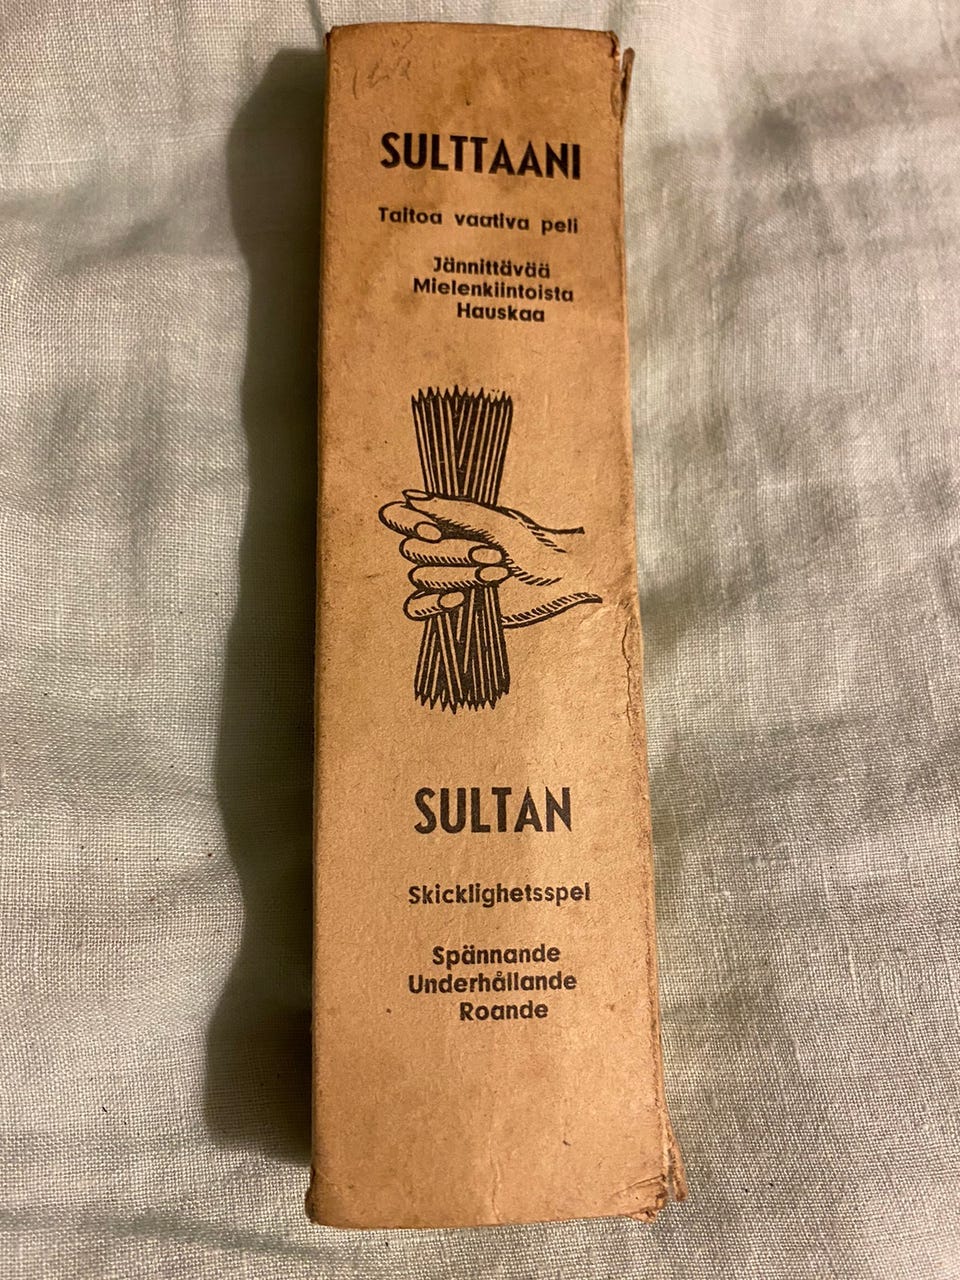 SULTTAANI
Taitoa vaativa peli
Jännittävää
Mielenkiintoista
Hauskaa
SULTAN
Skicklighetsspel
Spännande
Underhållande
Roande